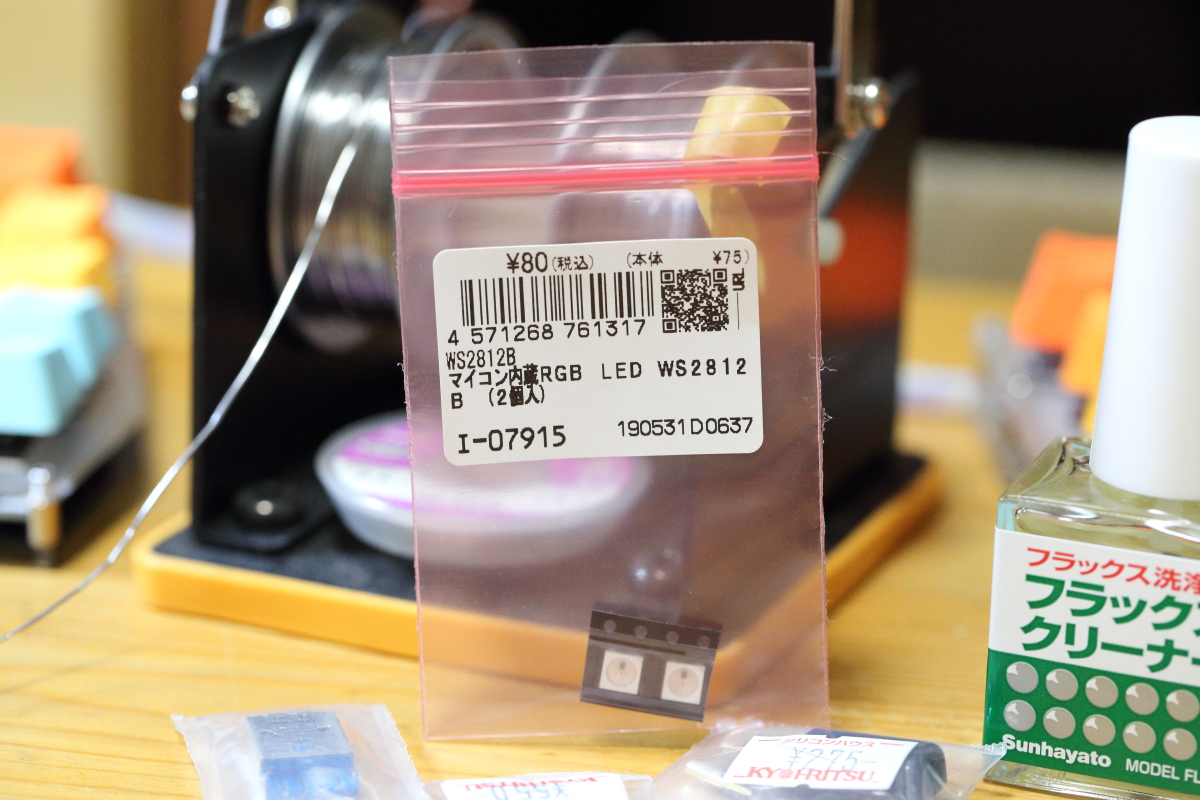 ¥80(税込) (本体 ¥75)
4 571268 761317
WS2812B
マイコン内蔵RGB LED WS2812
B (2個入)
I-07915 190531D0637
フラックス洗浄
フラックス
クリーナー
Sunhayato MODEL FL
シリコンハウス
¥275-
KYOHRITSU